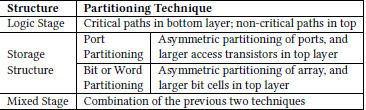 Structure Partitioning Technique
Logic Stage Critical paths in bottom layer; non-critical paths in top
Port Asymmetric partitioning of ports, and
Storage Partitioning larger access transistors in top layer
Structure Bit or Word Asymmetric partitioning of array, and
Partitioning larger bit cells in top layer
Mixed Stage Combination of the previous two techniques